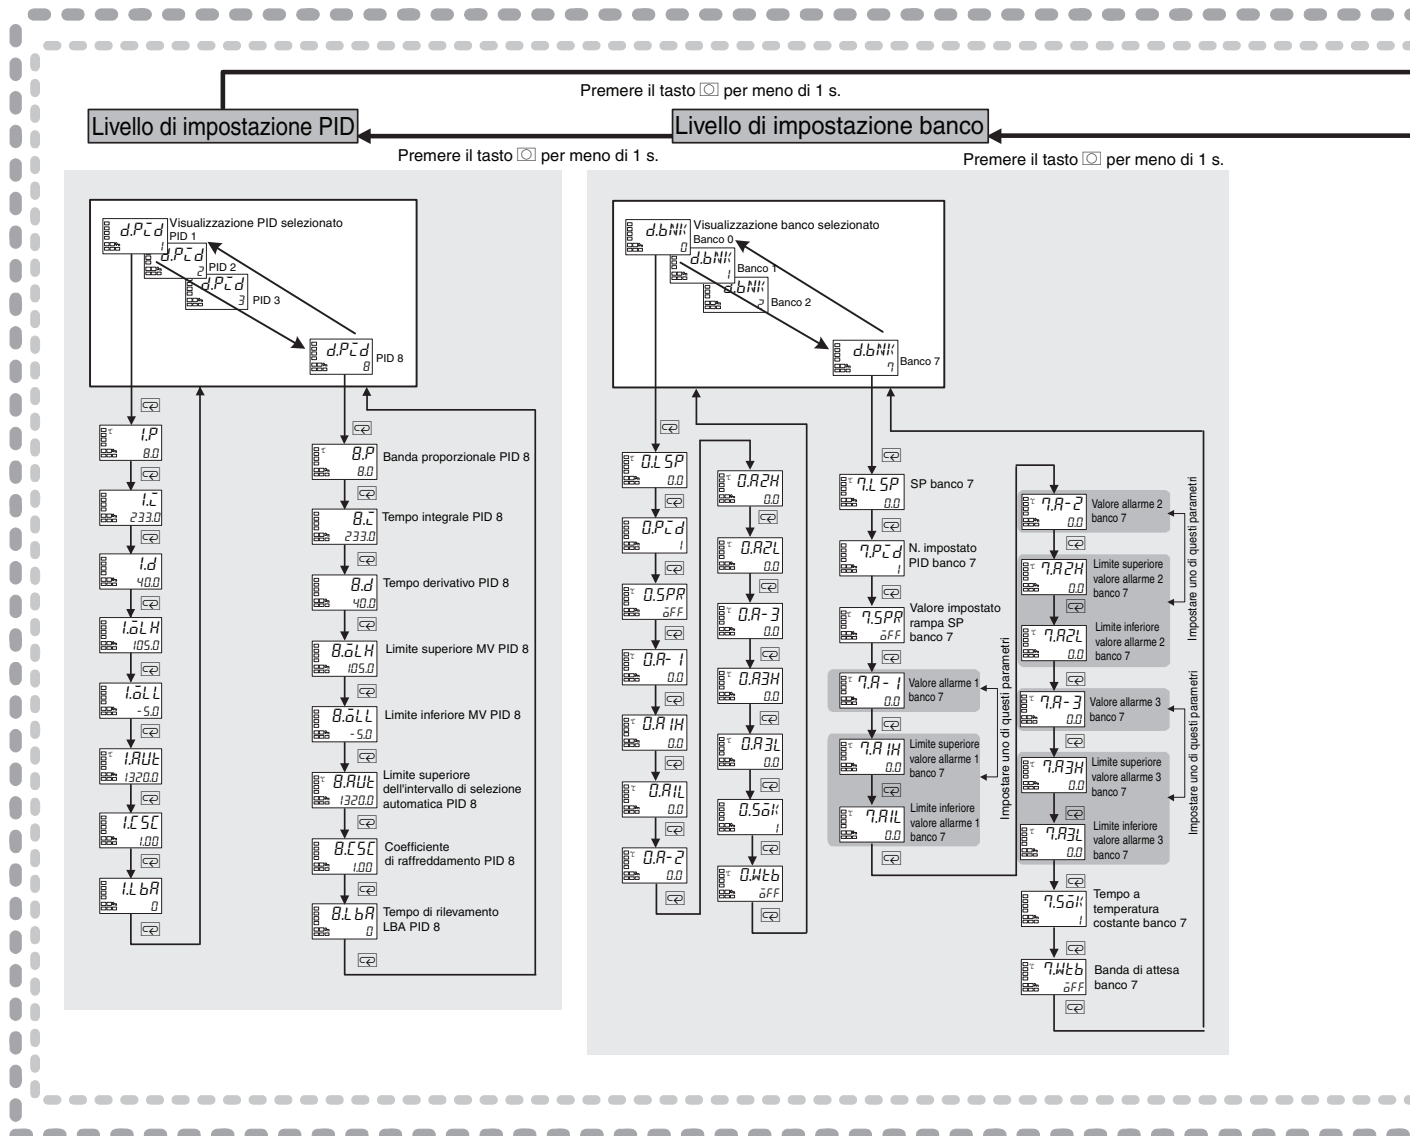 Premere il tasto per meno di 1 s.
Livello di impostazione PID
Livello di impostazione banco
Premere il tasto per meno di 1 s.
Premere il tasto per meno di 1 s.
Visualizzazione PID selezionato
d.PID
1
PID 1
d.PID
2
PID 2
d.PID
3
PID 3
d.PID
8
PID 8
1.P
8.0
1.I
233.0
1.d
40.0
1.oLH
105.0
1.oLL
-5.0
1.AUt
1320.0
1.CSC
1.00
1.LbA
0
8.P
8.0
Banda proporzionale PID 8
8.I
233.0
Tempo integrale PID 8
8.d
40.0
Tempo derivativo PID 8
8.oLH
105.0
Limite superiore MV PID 8
8.oLL
-5.0
Limite inferiore MV PID 8
8.AUt
1320.0
Limite superiore
dell'intervallo di selezione
automatica PID 8
8.CSC
1.00
Coefficiente
di raffreddamento PID 8
8.LbA
0
Tempo di rilevamento
LBA PID 8
Visualizzazione banco selezionato
d.bNK
0
Banco 0
d.bNK
1
Banco 1
d.bNK
2
Banco 2
d.bNK
7
Banco 7
0.LSP
0.0
0.PID
1
0.SPR
oFF
0.A-1
0.0
0.A1H
0.0
0.A1L
0.0
0.A-2
0.0
0.A2H
0.0
0.A2L
0.0
0.A-3
0.0
0.A3H
0.0
0.A3L
0.0
0.SoK
1
0.Wtb
oFF
7.LSP
0.0
SP banco 7
7.PID
1
N. impostato
PID banco 7
7.SPR
oFF
Valore impostato
rampa SP
banco 7
7.A-1
0.0
Valore allarme 1
banco 7
7.A1H
0.0
Limite superiore
valore allarme 1
banco 7
7.A1L
0.0
Limite inferiore
valore allarme 1
banco 7
Impostare uno di questi parametri
7.A-2
0.0
Valore allarme 2
banco 7
7.A2H
0.0
Limite superiore
valore allarme 2
banco 7
7.A2L
0.0
Limite inferiore
valore allarme 2
banco 7
Impostare uno di questi parametri
7.A-3
0.0
Valore allarme 3
banco 7
7.A3H
0.0
Limite superiore
valore allarme 3
banco 7
7.A3L
0.0
Limite inferiore
valore allarme 3
banco 7
Impostare uno di questi parametri
7.SoK
1
Tempo a
temperatura
costante banco 7
7.Wtb
oFF
Banda di attesa
banco 7